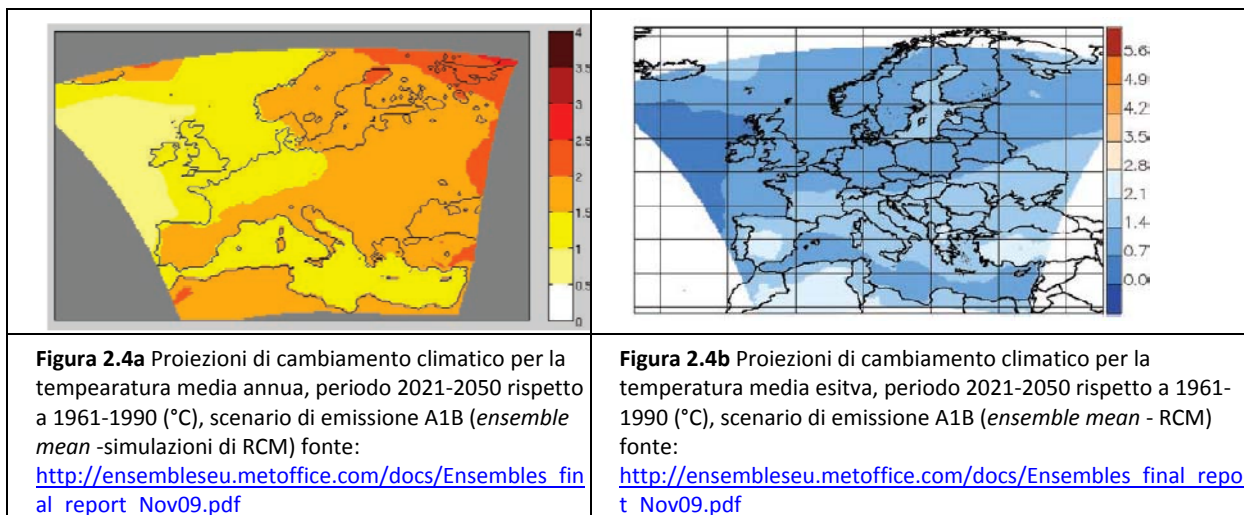 4
3.5
3
2.5
2
1.5
1
0.5
0
5.6
4.9
4.2
3.5
2.8
2.1
1.4
0.7
0.0
Figura 2.4a Proiezioni di cambiamento climatico per la
tempearatura media annua, periodo 2021-2050 rispetto
a 1961-1990 (°C), scenario di emissione A1B (ensemble
mean -simulazioni di RCM) fonte:
http://ensembleseu.metoffice.com/docs/Ensembles_fin
al_report_Nov09.pdf
Figura 2.4b Proiezioni di cambiamento climatico per la
temperatura media esitva, periodo 2021-2050 rispetto a 1961-
1990 (°C), scenario di emissione A1B (ensemble mean - RCM)
fonte:
http://ensembleseu.metoffice.com/docs/Ensembles_final_repo
t_Nov09.pdf